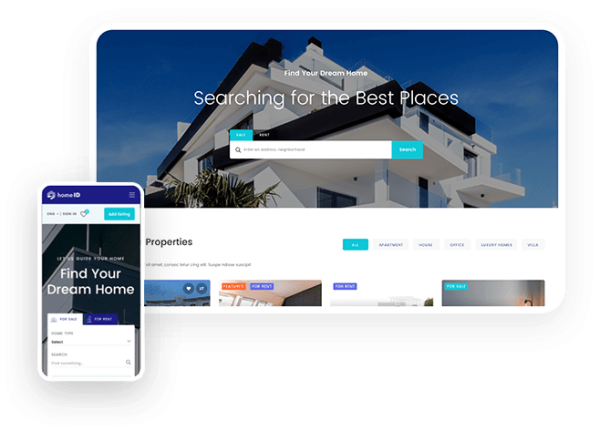 Find Your Dream Home
Searching for the Best Places
SALE
RENT
Enter an address, neighborhood
Search
Properties
ALL
APARTMENT
HOUSE
OFFICE
LUXURY HOMES
VILLA
sit amet, consec tetur cing elit. Suspe ndisse suscipit
FEATURED
FOR RENT
FOR RENT
FOR SALE
homeID
SIGN IN
Add listing
LET US GUIDE YOUR HOME
Find Your
Dream Home
FOR SALE
FOR RENT
HOME TYPE
Select
SEARCH
Find something...